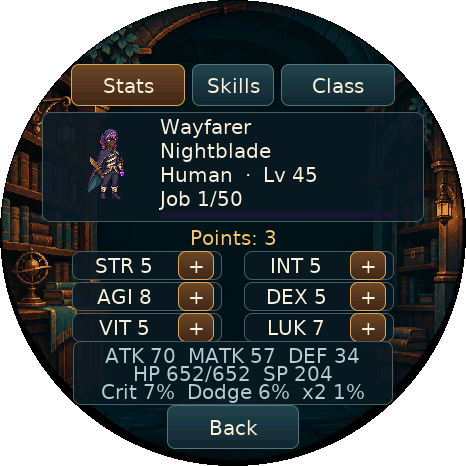 Stats Skills Class
Wayfarer
Nightblade
Human · Lv 45
Job 1/50
Points: 3
STR 5 + INT 5 +
AGI 8 + DEX 5 +
VIT 5 + LUK 7 +
ATK 70 MATK 57 DEF 34
HP 652/652 SP 204
Crit 7% Dodge 6% x2 1%
Back